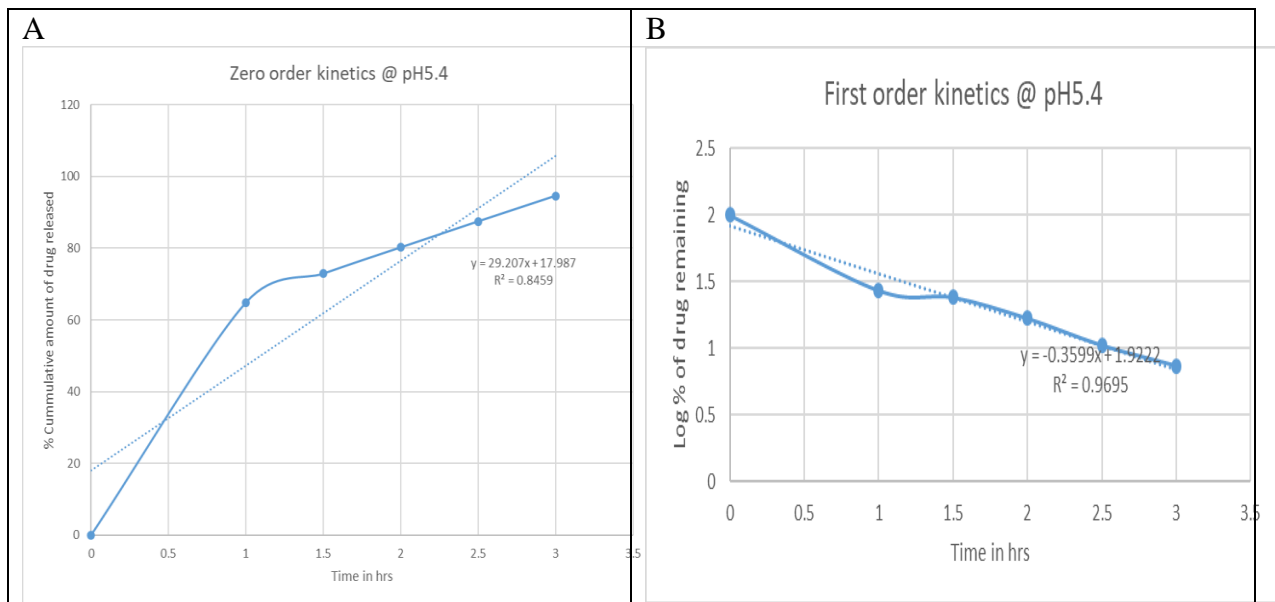 A
Zero order kinetics @ pH5.4
% Cummulative amount of drug released
120
100
80
60
40
20
0
y = 29.207x + 17.987
R² = 0.8459
0 0.5 1 1.5 2 2.5 3 3.5
Time in hrs
B
First order kinetics @ pH5.4
Log % of drug remaining
2.5
2
1.5
1
0.5
0
y = -0.3599x + 1.9222
R² = 0.9695
0 0.5 1 1.5 2 2.5 3 3.5
Time in hrs